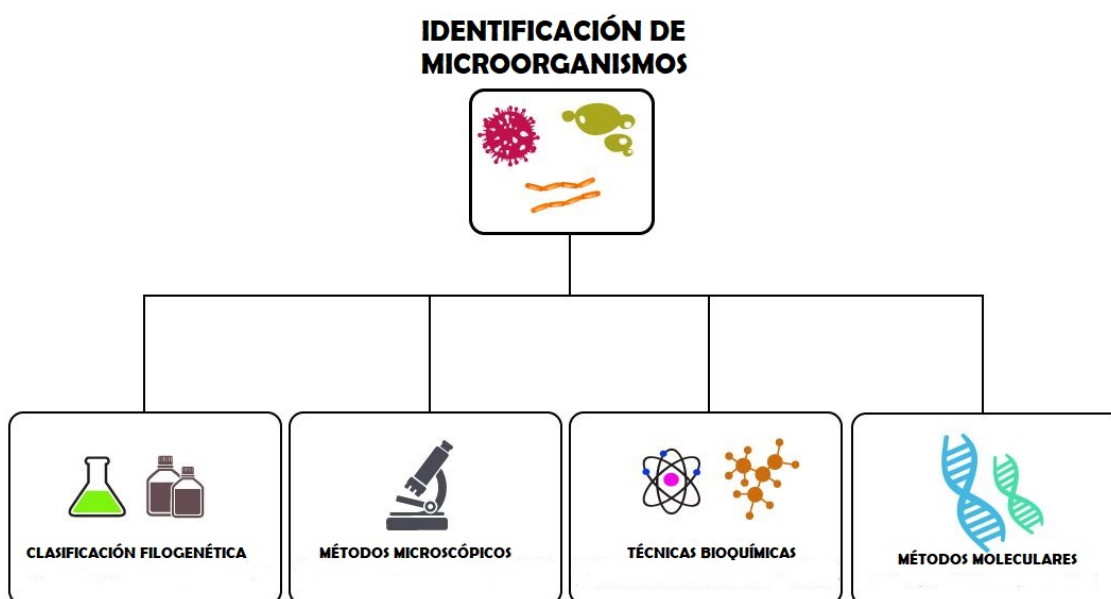 IDENTIFICACIÓN DE
MICROORGANISMOS
CLASIFICACIÓN FILOGENÉTICA
MÉTODOS MICROSCÓPICOS
TÉCNICAS BIOQUÍMICAS
MÉTODOS MOLECULARES